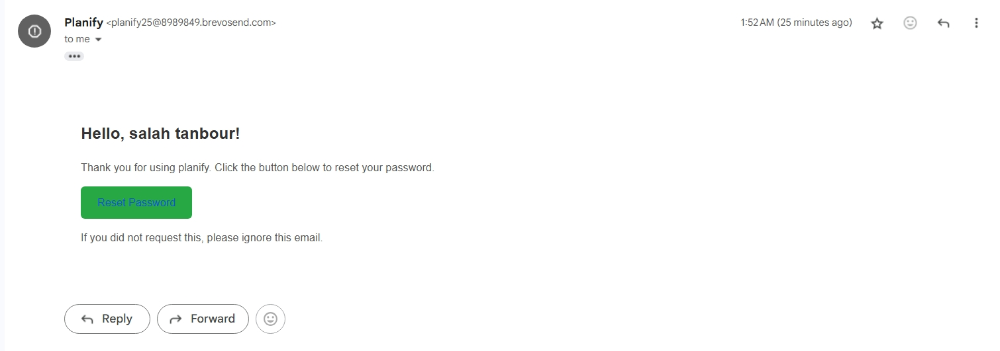 Planify <planify25@8989849.brevosend.com> 1:52 AM (25 minutes ago)
to me
Hello, salah tanbour!
Thank you for using planify. Click the button below to reset your password.
Reset Password
If you did not request this, please ignore this email.
Reply Forward